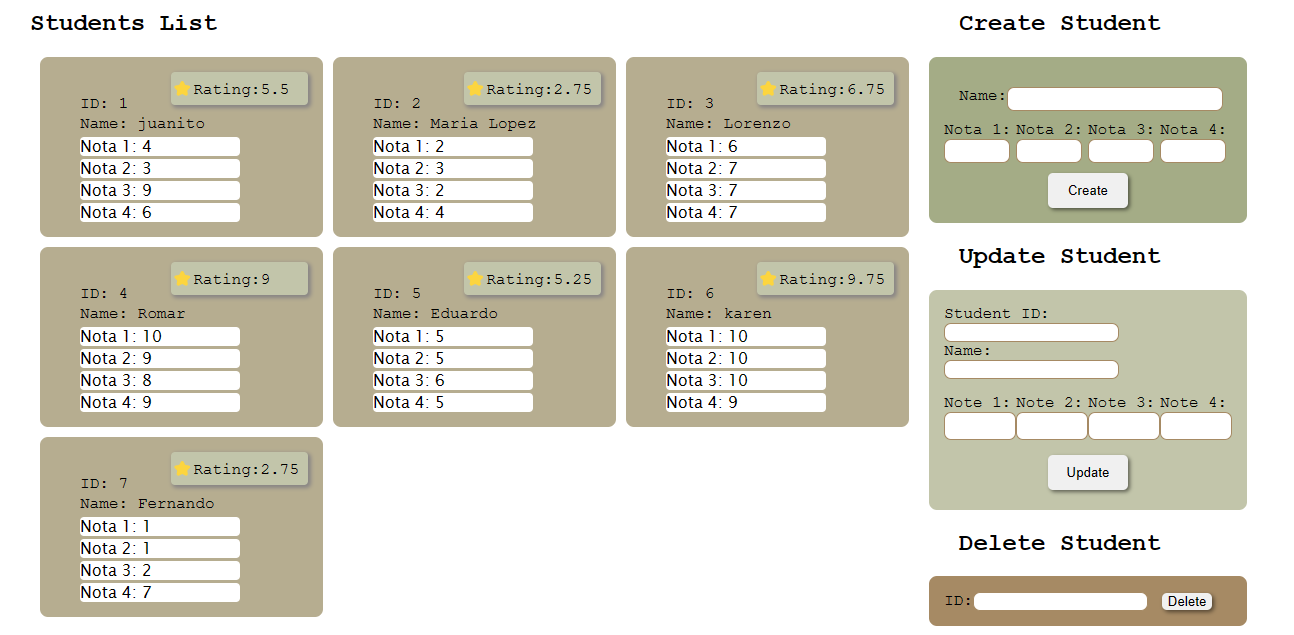 Students List
Rating:5.5
ID: 1
Name: juanito
Nota 1: 4
Nota 2: 3
Nota 3: 9
Nota 4: 6
Rating:2.75
ID: 2
Name: Maria Lopez
Nota 1: 2
Nota 2: 3
Nota 3: 2
Nota 4: 4
Rating:6.75
ID: 3
Name: Lorenzo
Nota 1: 6
Nota 2: 7
Nota 3: 7
Nota 4: 7
Rating:9
ID: 4
Name: Romar
Nota 1: 10
Nota 2: 9
Nota 3: 8
Nota 4: 9
Rating:5.25
ID: 5
Name: Eduardo
Nota 1: 5
Nota 2: 5
Nota 3: 6
Nota 4: 5
Rating:9.75
ID: 6
Name: karen
Nota 1: 10
Nota 2: 10
Nota 3: 10
Nota 4: 9
Rating:2.75
ID: 7
Name: Fernando
Nota 1: 1
Nota 2: 1
Nota 3: 2
Nota 4: 7
Create Student
Name:
Nota 1: Nota 2: Nota 3: Nota 4:
Create
Update Student
Student ID:
Name:
Note 1: Note 2: Note 3: Note 4:
Update
Delete Student
ID: Delete